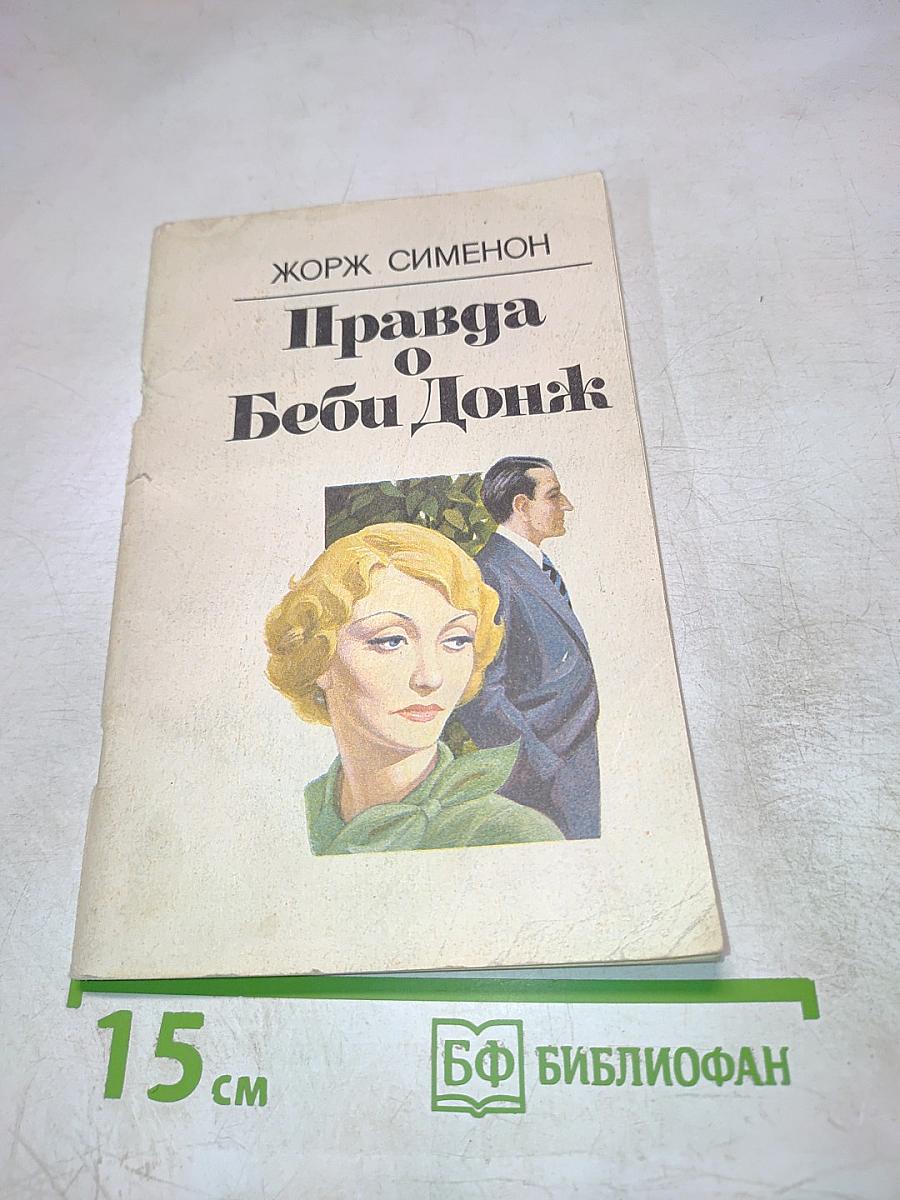 ЖОРЖ СИМЕНОН
Правда
о
Беби Донж
15 см
БФ БИБЛИОФАН